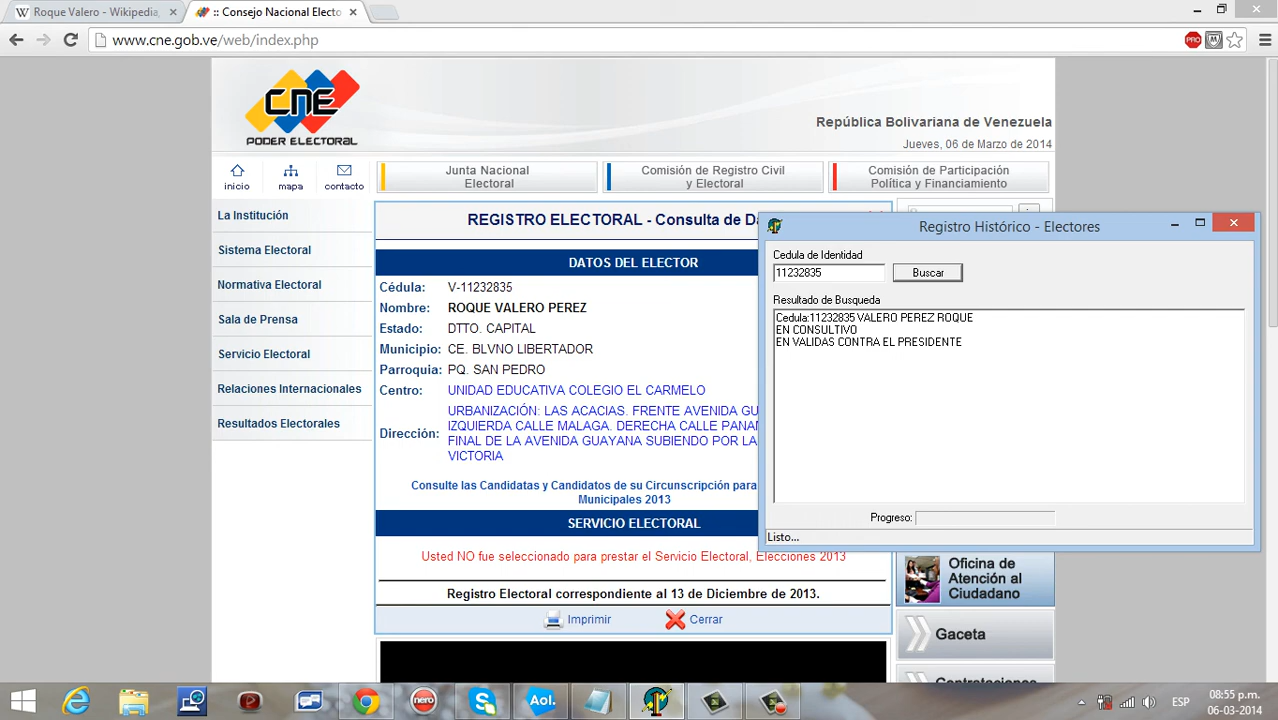 Roque Valero - Wikipedia,
:: Consejo Nacional Electo
www.cne.gob.ve/web/index.php
CNE
PODER ELECTORAL
República Bolivariana de Venezuela
Jueves, 06 de Marzo de 2014
inicio
mapa
contacto
Junta Nacional
Electoral
Comisión de Registro Civil
y Electoral
Comisión de Participación
Política y Financiamiento
La Institución
Sistema Electoral
Normativa Electoral
Sala de Prensa
Servicio Electoral
Relaciones Internacionales
Resultados Electorales
REGISTRO ELECTORAL - Consulta de Da
DATOS DEL ELECTOR
Cédula: V-11232835
Nombre: ROQUE VALERO PEREZ
Estado: DTTO. CAPITAL
Municipio: CE. BLVNO LIBERTADOR
Parroquia: PQ. SAN PEDRO
Centro: UNIDAD EDUCATIVA COLEGIO EL CARMELO
Dirección: URBANIZACIÓN: LAS ACACIAS. FRENTE AVENIDA GU
IZQUIERDA CALLE MALAGA. DERECHA CALLE PANAM
FINAL DE LA AVENIDA GUAYANA SUBIENDO POR LA
VICTORIA
Consulte las Candidatas y Candidatos de su Circunscripción para
Municipales 2013
SERVICIO ELECTORAL
Usted NO fue seleccionado para prestar el Servicio Electoral, Elecciones 2013
Registro Electoral correspondiente al 13 de Diciembre de 2013.
Imprimir
Cerrar
Registro Histórico - Electores
Cedula de Identidad
11232835
Buscar
Resultado de Busqueda
Cedula:11232835 VALERO PEREZ ROQUE
EN CONSULTIVO
EN VALIDAS CONTRA EL PRESIDENTE
Progreso:
Listo...
Oficina de
Atención al
Ciudadano
Gaceta
Contrataciones
PRO
nero
Aol.
ESP
08:55 p.m.
06-03-2014